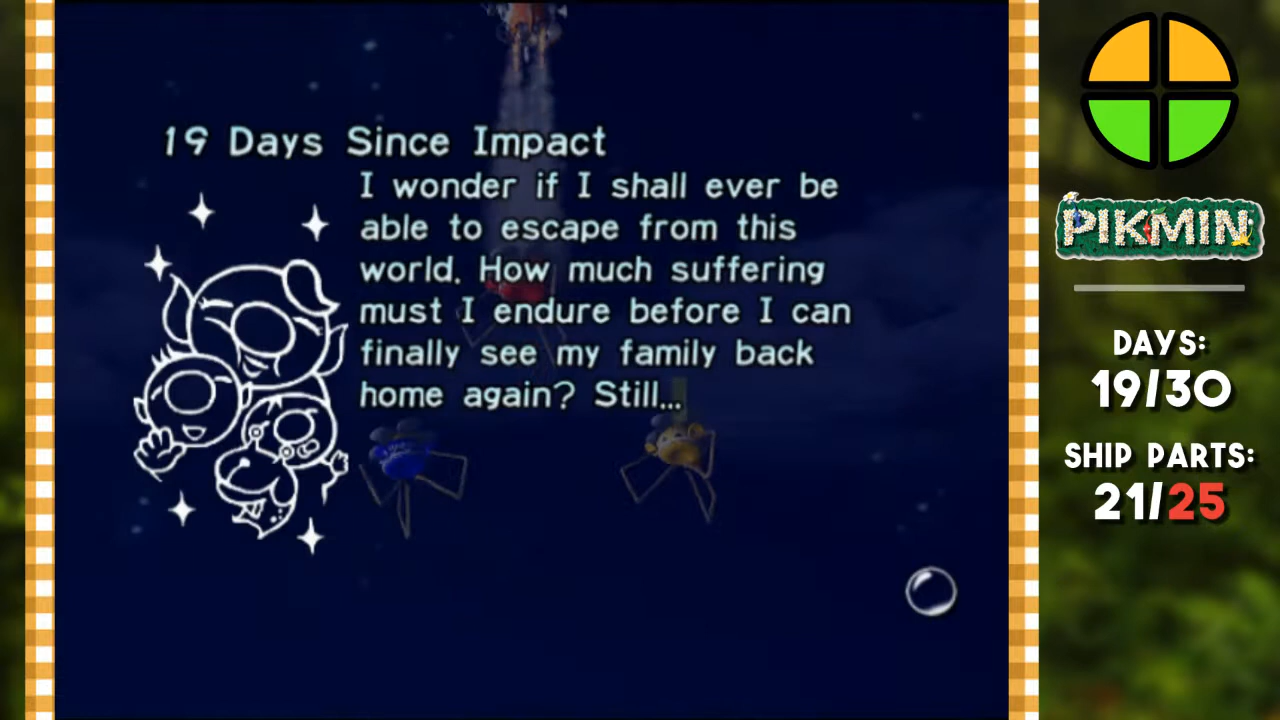 19 Days Since Impact
I wonder if I shall ever be
able to escape from this
world. How much suffering
must I endure before I can
finally see my family back
home again? Still...
PIKMIN
DAYS:
19/30
SHIP PARTS:
21/25